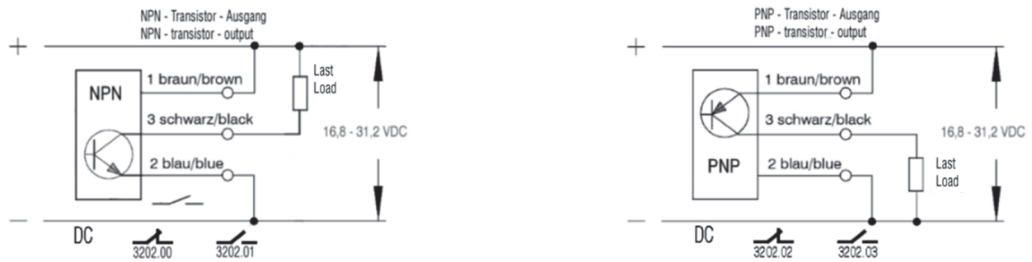 NPN - Transistor - Ausgang
NPN - transistor - output
+
1 braun/brown
Last
Load
NPN
3 schwarz/black
16,8 - 31,2 VDC
2 blau/blue
−
DC
3202.00
3202.01
PNP - Transistor - Ausgang
PNP - transistor - output
+
1 braun/brown
3 schwarz/black
16,8 - 31,2 VDC
PNP
2 blau/blue
Last
Load
−
DC
3202.02
3202.03